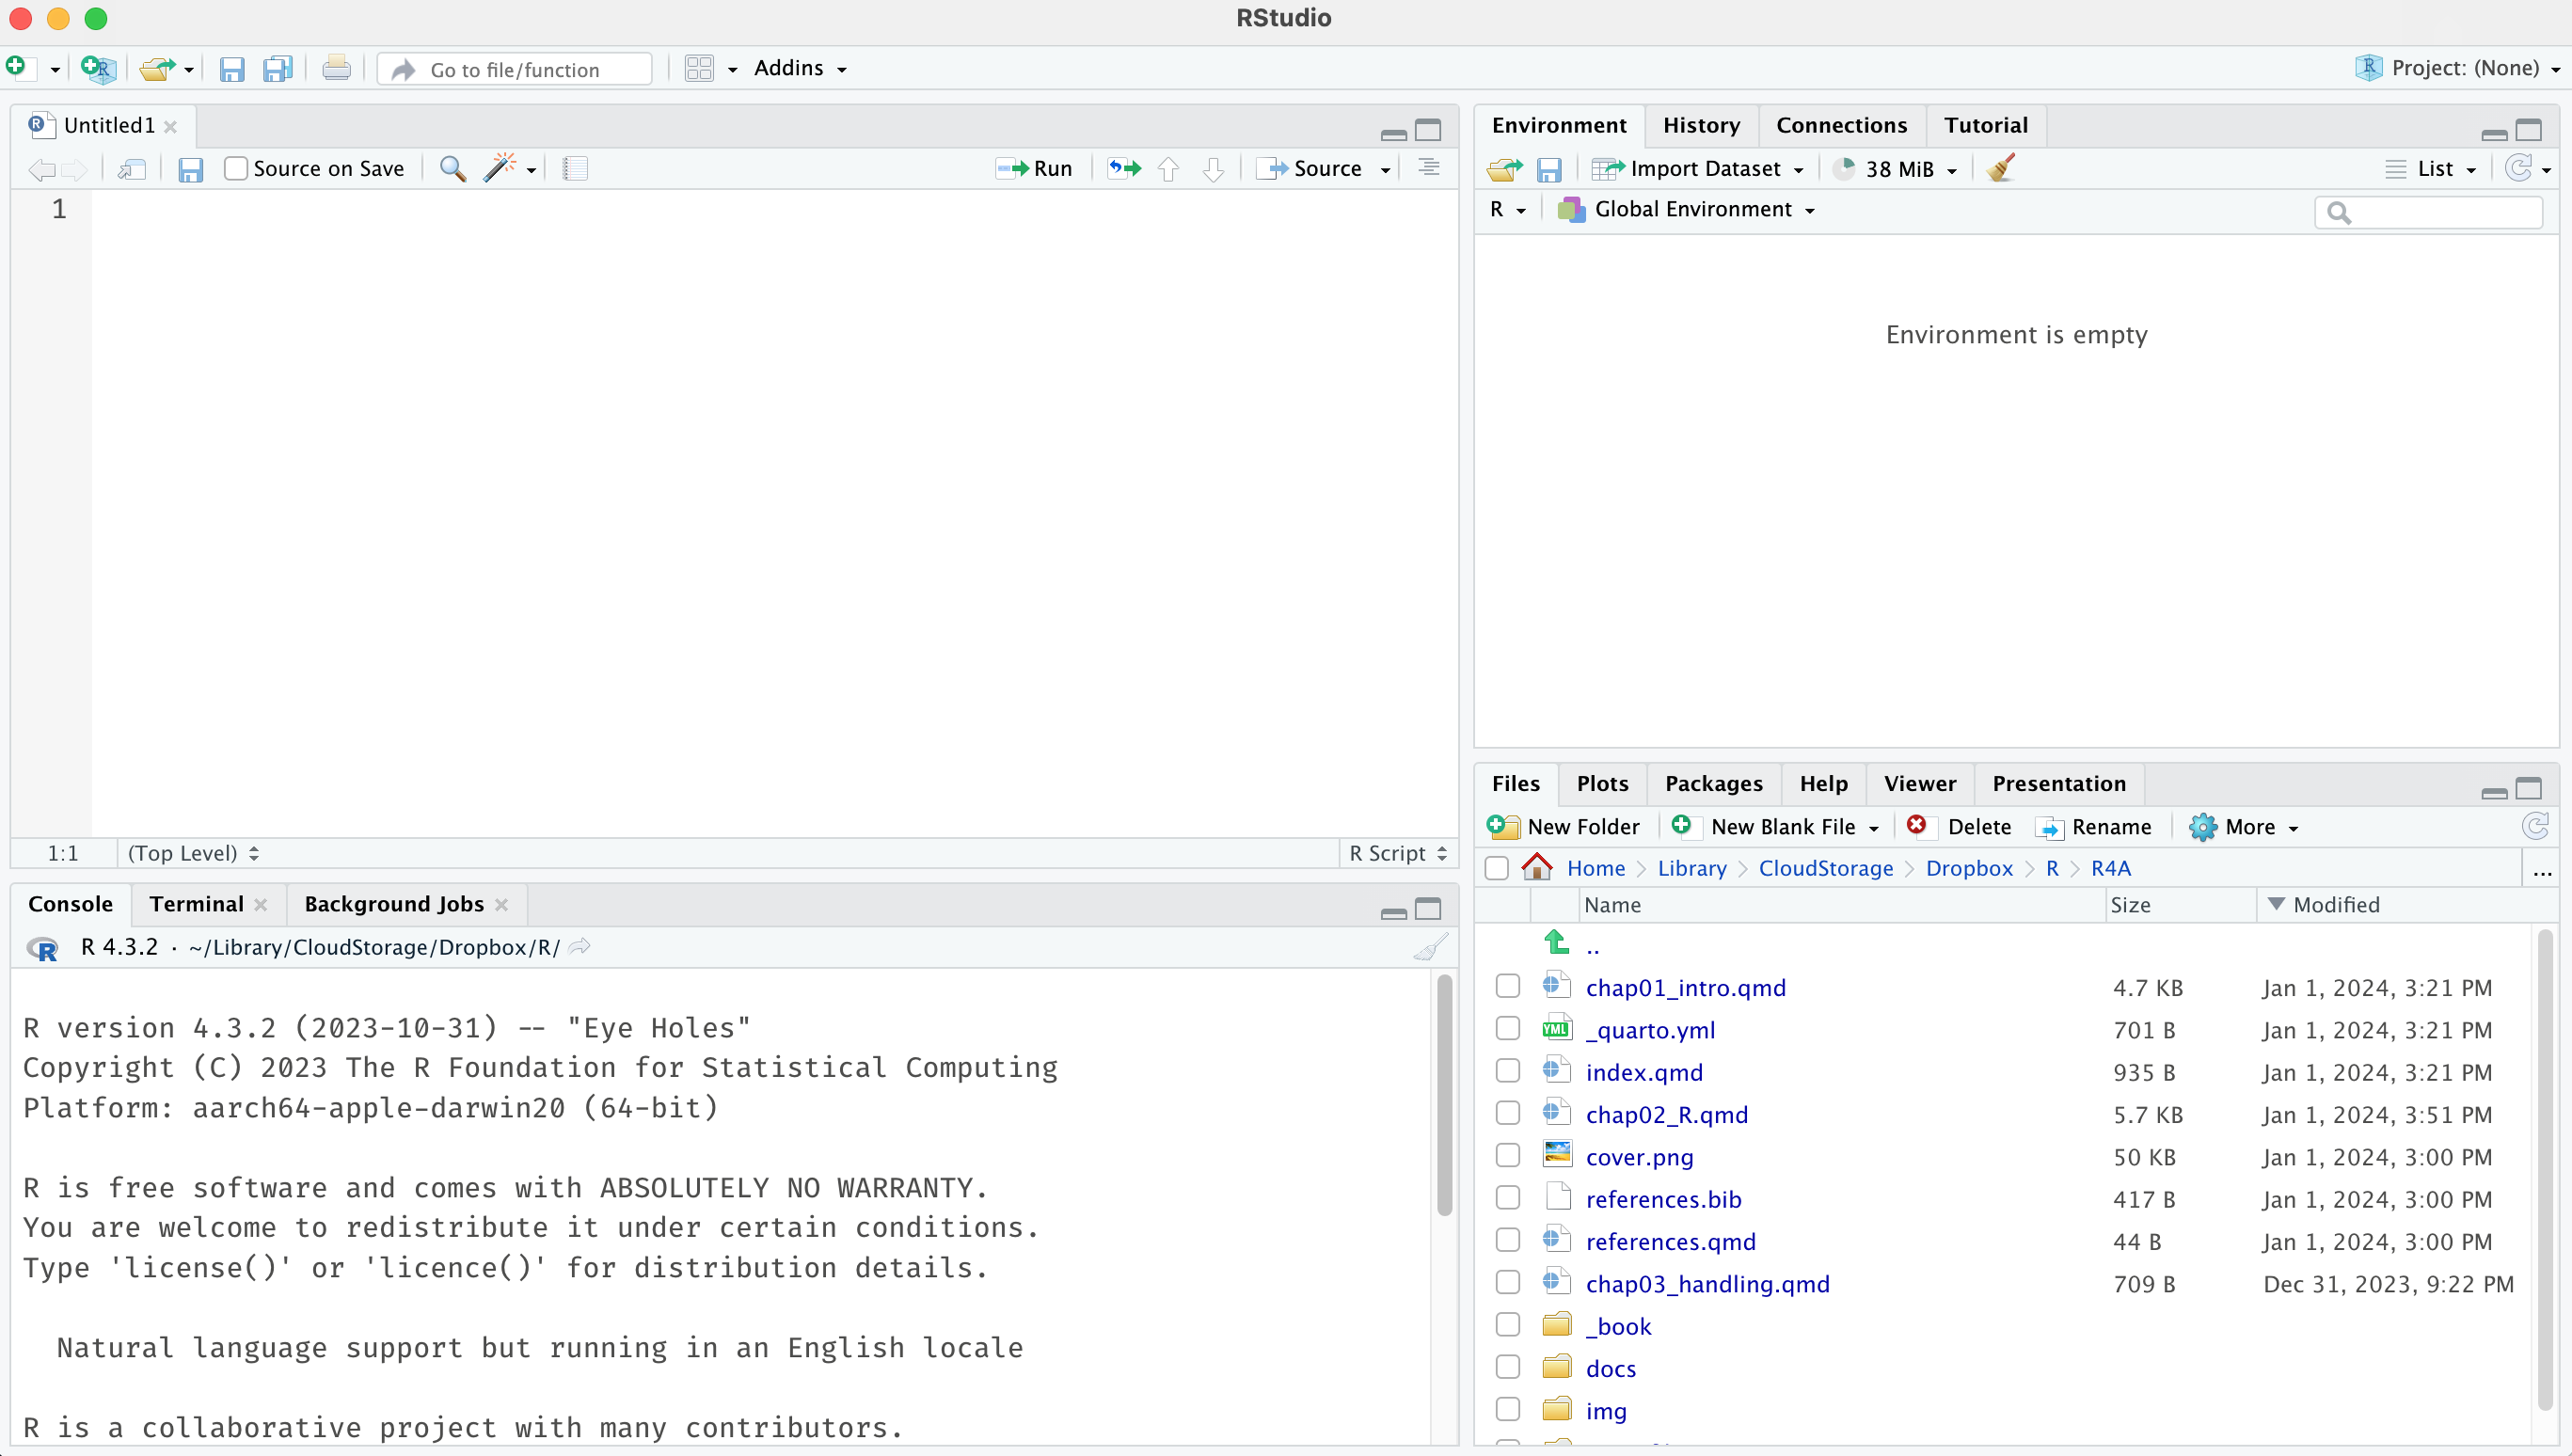 RStudio
Go to file/function
Addins
Project: (None)
Untitled1
Source on Save
Run
Source
1
1:1
(Top Level)
R Script
Console
Terminal
Background Jobs
R 4.3.2 · ~/Library/CloudStorage/Dropbox/R/
R version 4.3.2 (2023-10-31) -- "Eye Holes"
Copyright (C) 2023 The R Foundation for Statistical Computing
Platform: aarch64-apple-darwin20 (64-bit)
R is free software and comes with ABSOLUTELY NO WARRANTY.
You are welcome to redistribute it under certain conditions.
Type 'license()' or 'licence()' for distribution details.
Natural language support but running in an English locale
R is a collaborative project with many contributors.
Environment
History
Connections
Tutorial
Import Dataset
38 MiB
List
R
Global Environment
Environment is empty
Files
Plots
Packages
Help
Viewer
Presentation
New Folder
New Blank File
Delete
Rename
More
Home
Library
CloudStorage
Dropbox
R
R4A
...
Name Size Modified
..
chap01_intro.qmd 4.7 KB Jan 1, 2024, 3:21 PM
YML _quarto.yml 701 B Jan 1, 2024, 3:21 PM
index.qmd 935 B Jan 1, 2024, 3:21 PM
chap02_R.qmd 5.7 KB Jan 1, 2024, 3:51 PM
cover.png 50 KB Jan 1, 2024, 3:00 PM
references.bib 417 B Jan 1, 2024, 3:00 PM
references.qmd 44 B Jan 1, 2024, 3:00 PM
chap03_handling.qmd 709 B Dec 31, 2023, 9:22 PM
_book
docs
img